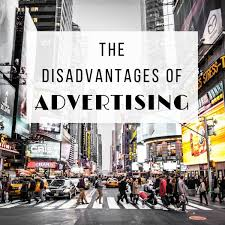 THE
DISADVANTAGES OF
ADVERTISING